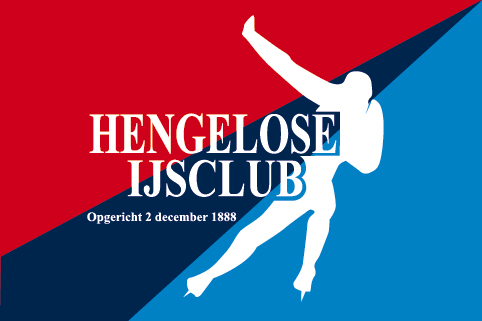 HENGELOSE
IJSCLUB
Opgericht 2 december 1888